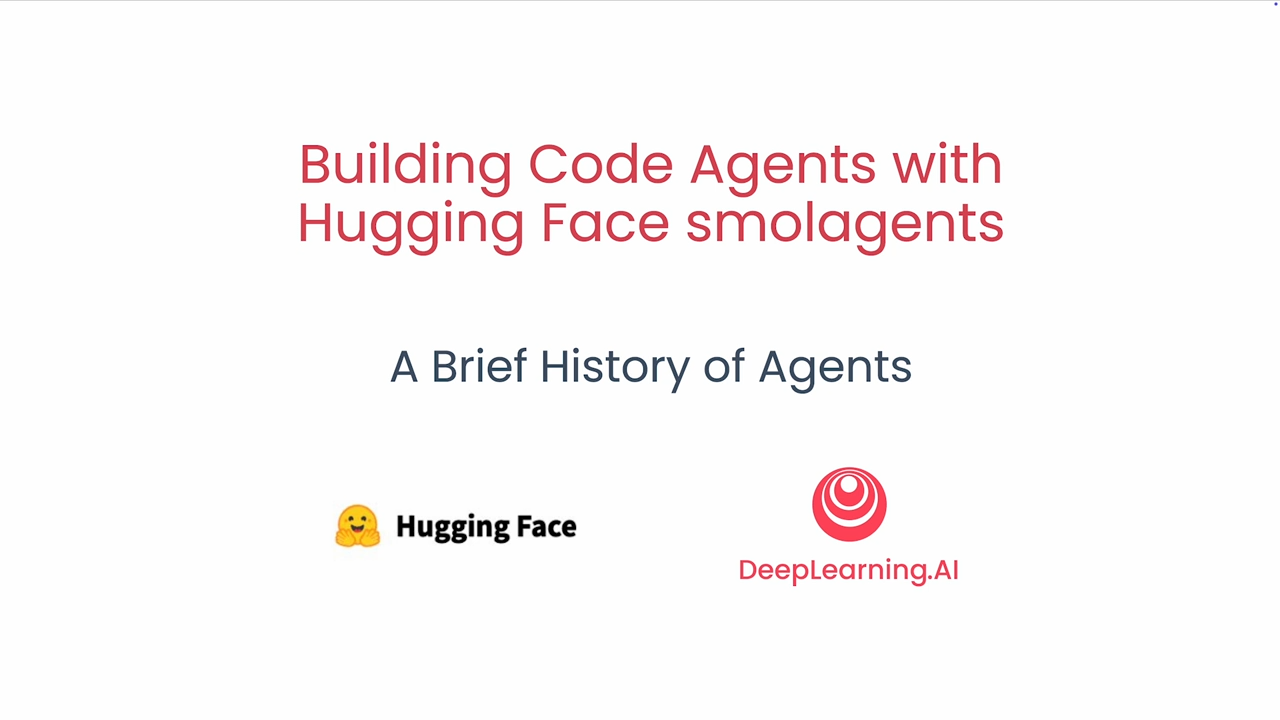 Building Code Agents with
Hugging Face smolagents
A Brief History of Agents
Hugging Face
DeepLearning.AI